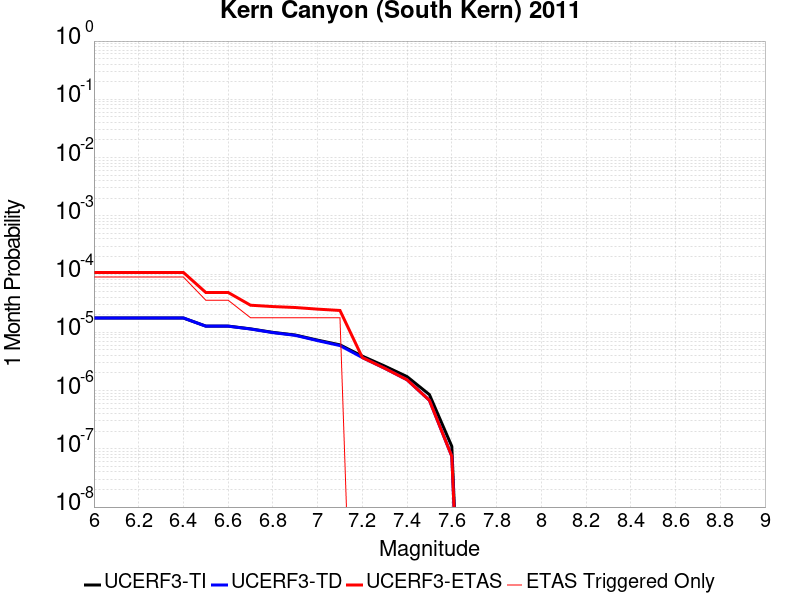 Kern Canyon (South Kern) 2011
10^0
10^-1
10^-2
10^-3
10^-4
10^-5
10^-6
10^-7
10^-8
1 Month Probability
6 6.2 6.4 6.6 6.8 7 7.2 7.4 7.6 7.8 8 8.2 8.4 8.6 8.8 9
Magnitude
UCERF3-TI UCERF3-TD UCERF3-ETAS ETAS Triggered Only